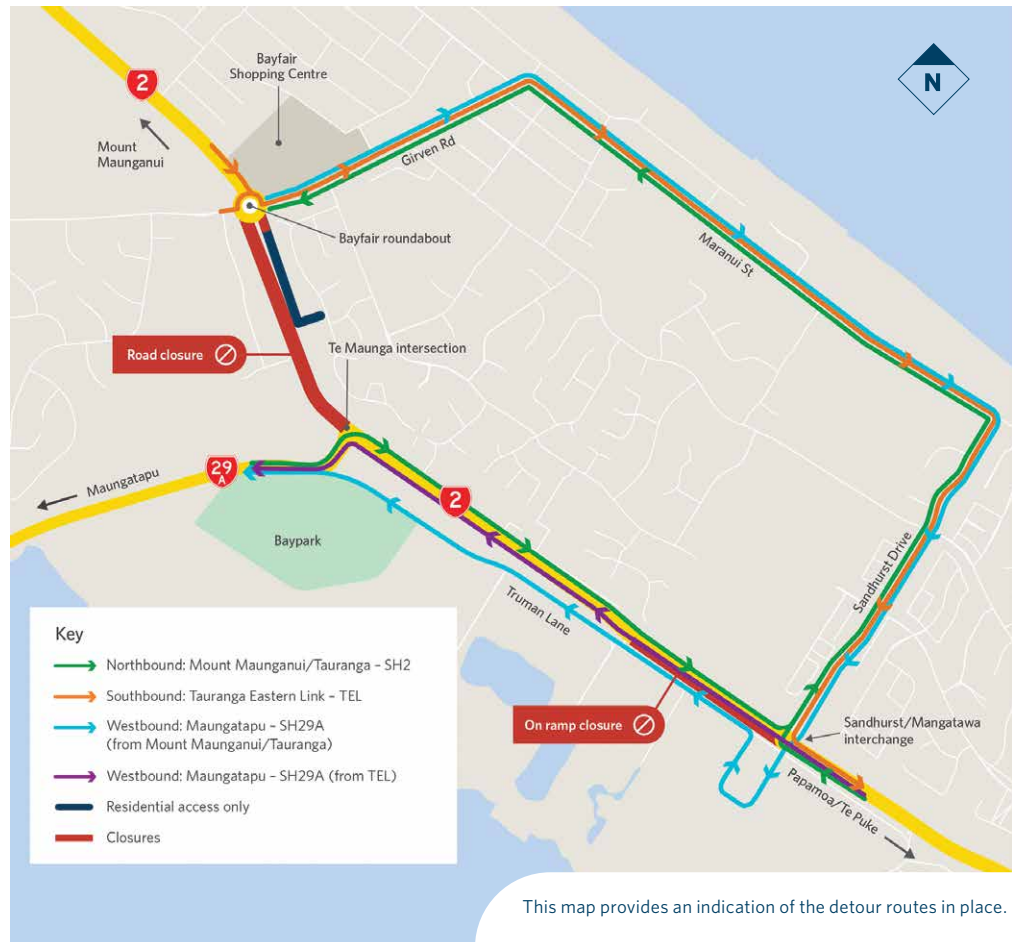 Bayfair
Shopping Centre
N
2
Mount
Maunganui
Girven Rd
Bayfair roundabout
Maranui St
Road closure
Te Maunga intersection
29
A
Maungatapu
2
Baypark
Truman Lane
Sandhurst Drive
On ramp closure
Sandhurst/Mangatawa
interchange
Papamoa/Te Puke
Key
Northbound: Mount Maunganui/Tauranga – SH2
Southbound: Tauranga Eastern Link – TEL
Westbound: Maungatapu – SH29A
(from Mount Maunganui/Tauranga)
Westbound: Maungatapu – SH29A (from TEL)
Residential access only
Closures
This map provides an indication of the detour routes in place.